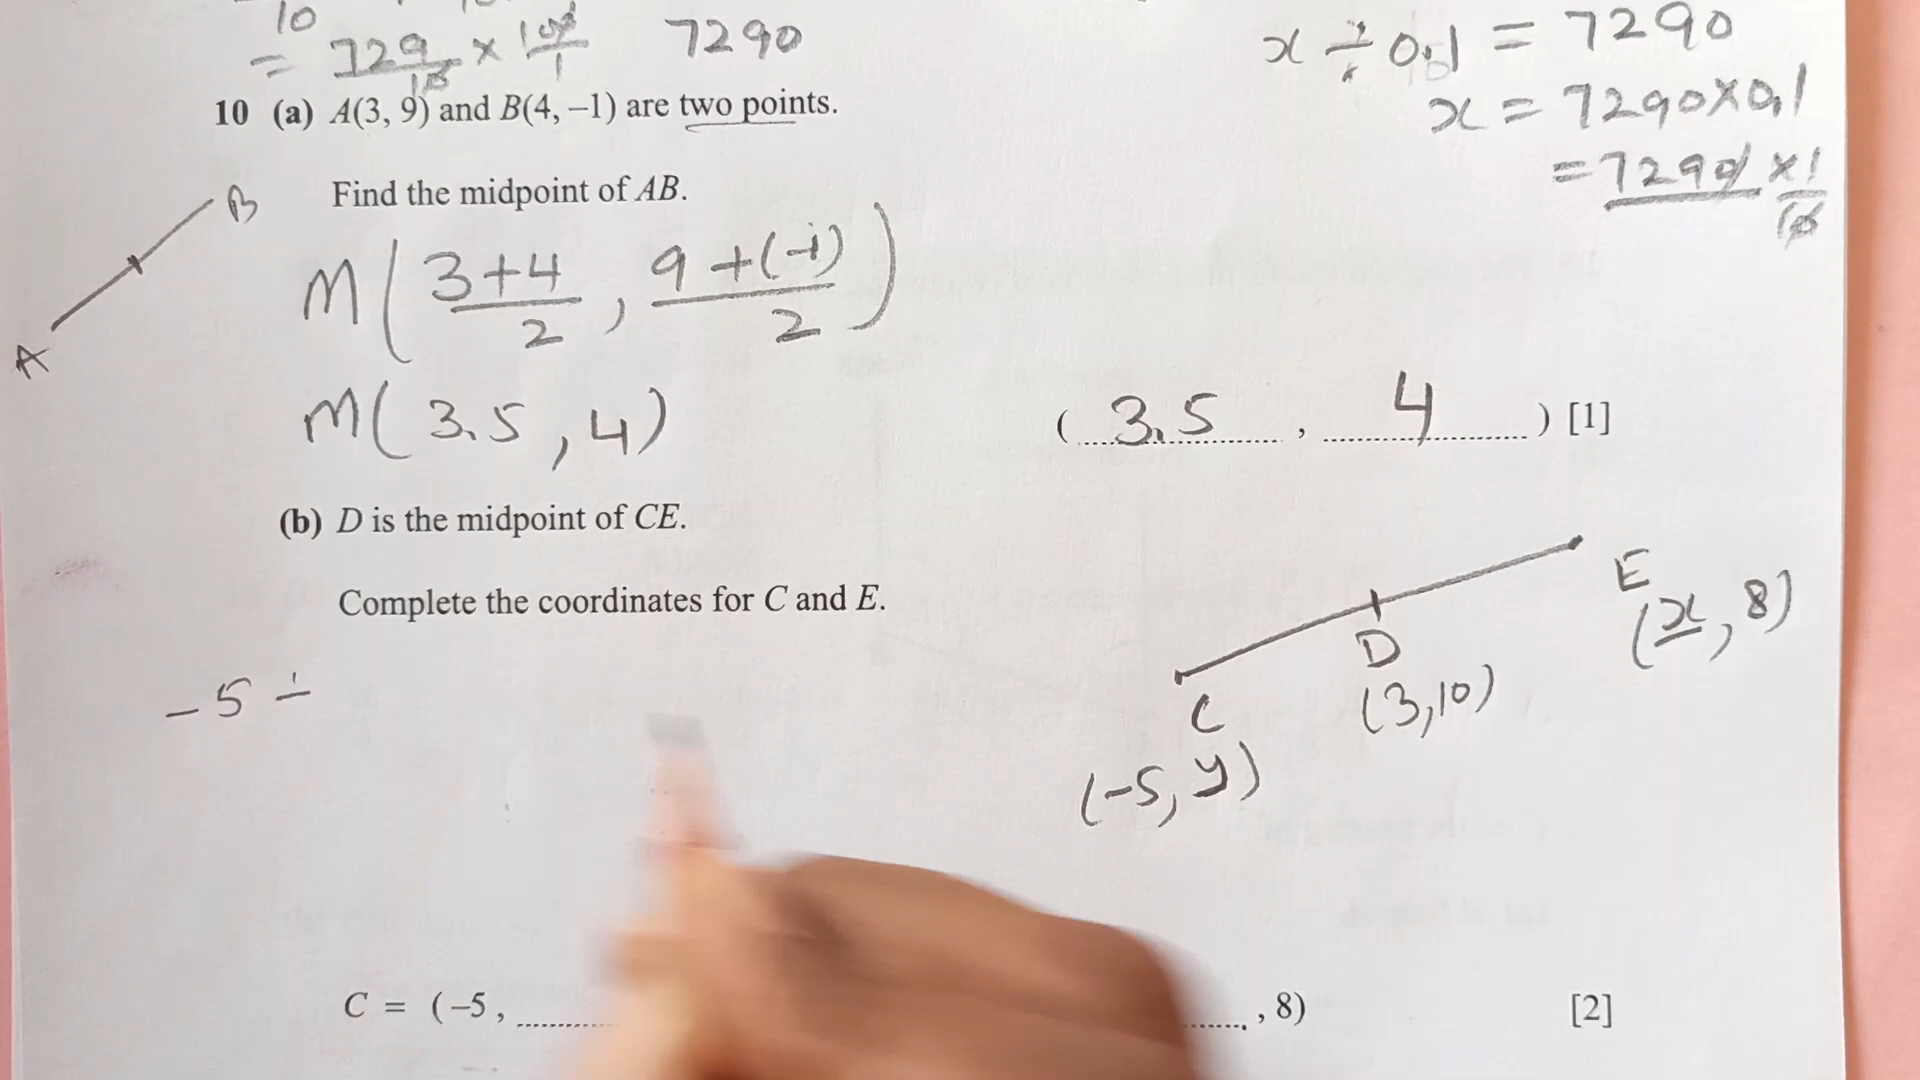 10
= 729/10 × 100/1 7290
x ÷ 0.1 = 7290
x = 7290×0.1
= 7290 × 1/10
10 (a) A(3, 9) and B(4, −1) are two points.
Find the midpoint of AB.
A B
M( 3+4/2 , 9+(-1)/2 )
M( 3.5 , 4 )
( 3.5 , 4 ) [1]
(b) D is the midpoint of CE.
Complete the coordinates for C and E.
E
(x, 8)
D
(3,10)
C
(-5, y)
-5 ÷
C = (−5, .......... , 8) [2]